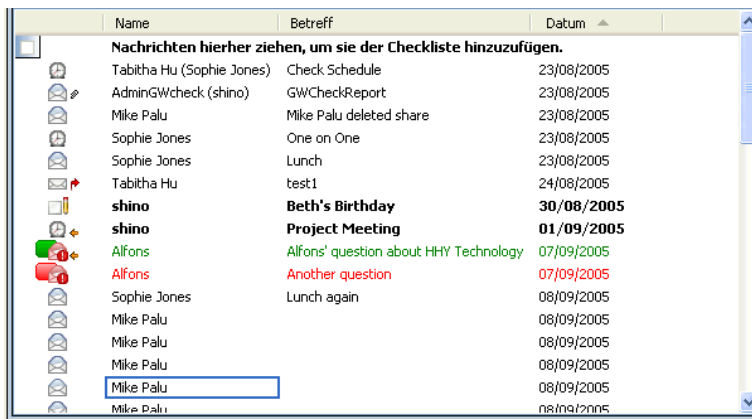 Name Betreff Datum
Nachrichten hierher ziehen, um sie der Checkliste hinzuzufügen.
Tabitha Hu (Sophie Jones) Check Schedule 23/08/2005
AdminGWcheck (shino) GWCheckReport 23/08/2005
Mike Palu Mike Palu deleted share 23/08/2005
Sophie Jones One on One 23/08/2005
Sophie Jones Lunch 23/08/2005
Tabitha Hu test1 24/08/2005
shino Beth's Birthday 30/08/2005
shino Project Meeting 01/09/2005
Alfons Alfons' question about HHY Technology 07/09/2005
Alfons Another question 07/09/2005
Sophie Jones Lunch again 08/09/2005
Mike Palu 08/09/2005
Mike Palu 08/09/2005
Mike Palu 08/09/2005
Mike Palu 08/09/2005
Mike Palu 08/09/2005